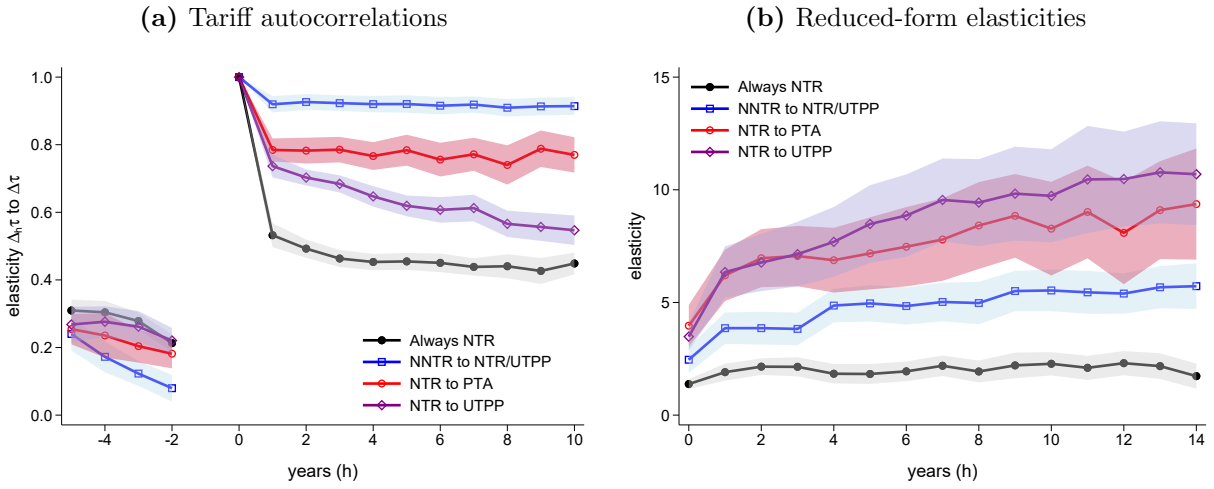 (a) Tariff autocorrelations
elasticity Δₕτ to Δτ
1.0
0.8
0.6
0.4
0.2
0.0
-4
-2
0
2
4
6
8
10
years (h)
Always NTR
NNTR to NTR/UTPP
NTR to PTA
NTR to UTPP
(b) Reduced-form elasticities
elasticity
15
10
5
0
0
2
4
6
8
10
12
14
years (h)
Always NTR
NNTR to NTR/UTPP
NTR to PTA
NTR to UTPP